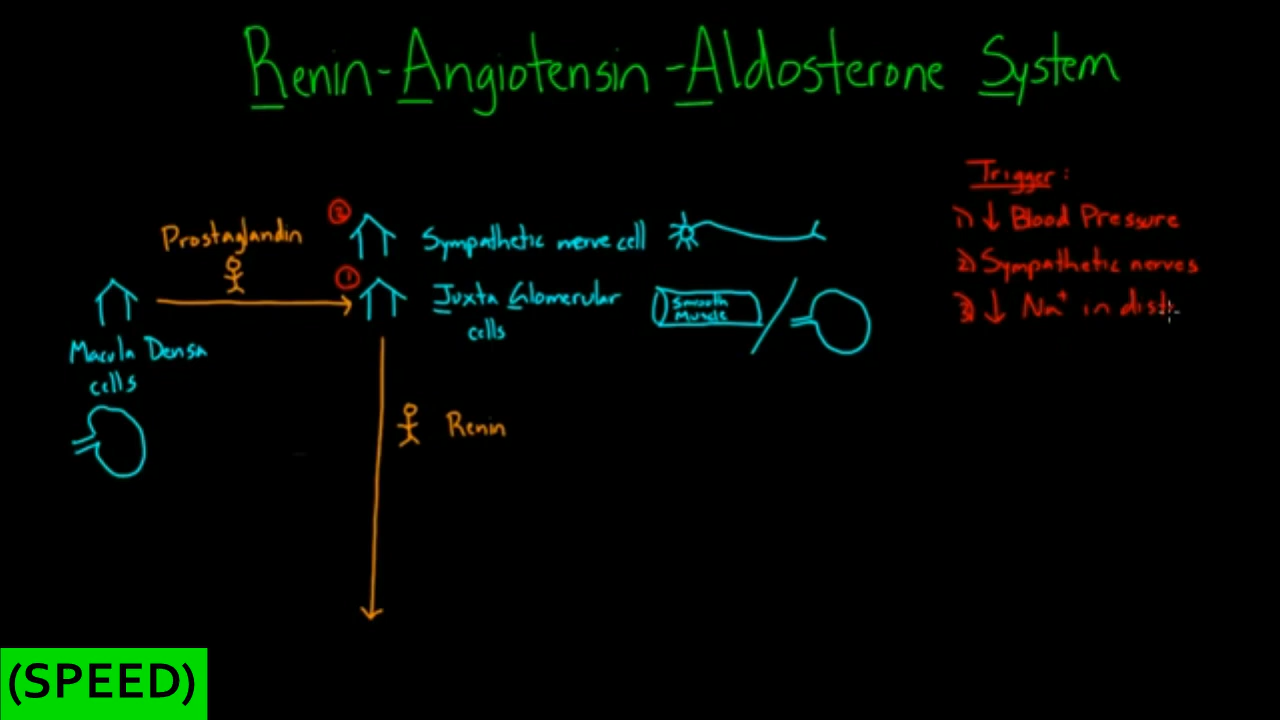 Renin-Angiotensin-Aldosterone System
Trigger:
1) ↓ Blood Pressure
2) Sympathetic nerves
3) ↓ Na+ in dist
Prostaglandin
② Sympathetic nerve cell
① Juxta Glomerular
cells
Smooth
Muscle
Macula Densa
cells
Renin
(SPEED)